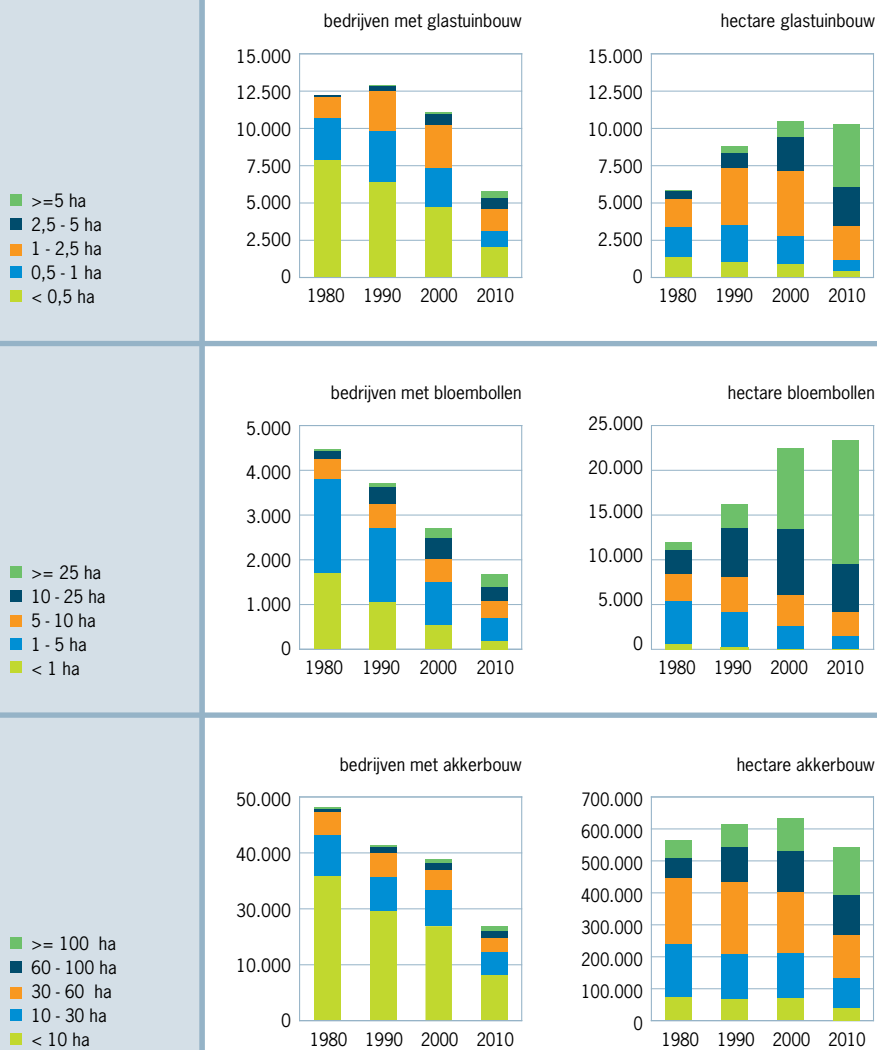 bedrijven met glastuinbouw
15.000
12.500
10.000
7.500
5.000
2.500
0
1980 1990 2000 2010
hectare glastuinbouw
15.000
12.500
10.000
7.500
5.000
2.500
0
1980 1990 2000 2010
>=5 ha
2,5 - 5 ha
1 - 2,5 ha
0,5 - 1 ha
< 0,5 ha
bedrijven met bloembollen
5.000
4.000
3.000
2.000
1.000
0
1980 1990 2000 2010
hectare bloembollen
25.000
20.000
15.000
10.000
5.000
0
1980 1990 2000 2010
>= 25 ha
10 - 25 ha
5 - 10 ha
1 - 5 ha
< 1 ha
bedrijven met akkerbouw
50.000
40.000
30.000
10.000
0
1980 1990 2000 2010
hectare akkerbouw
700.000
600.000
500.000
400.000
300.000
200.000
100.000
0
1980 1990 2000 2010
>= 100 ha
60 - 100 ha
30 - 60 ha
10 - 30 ha
< 10 ha